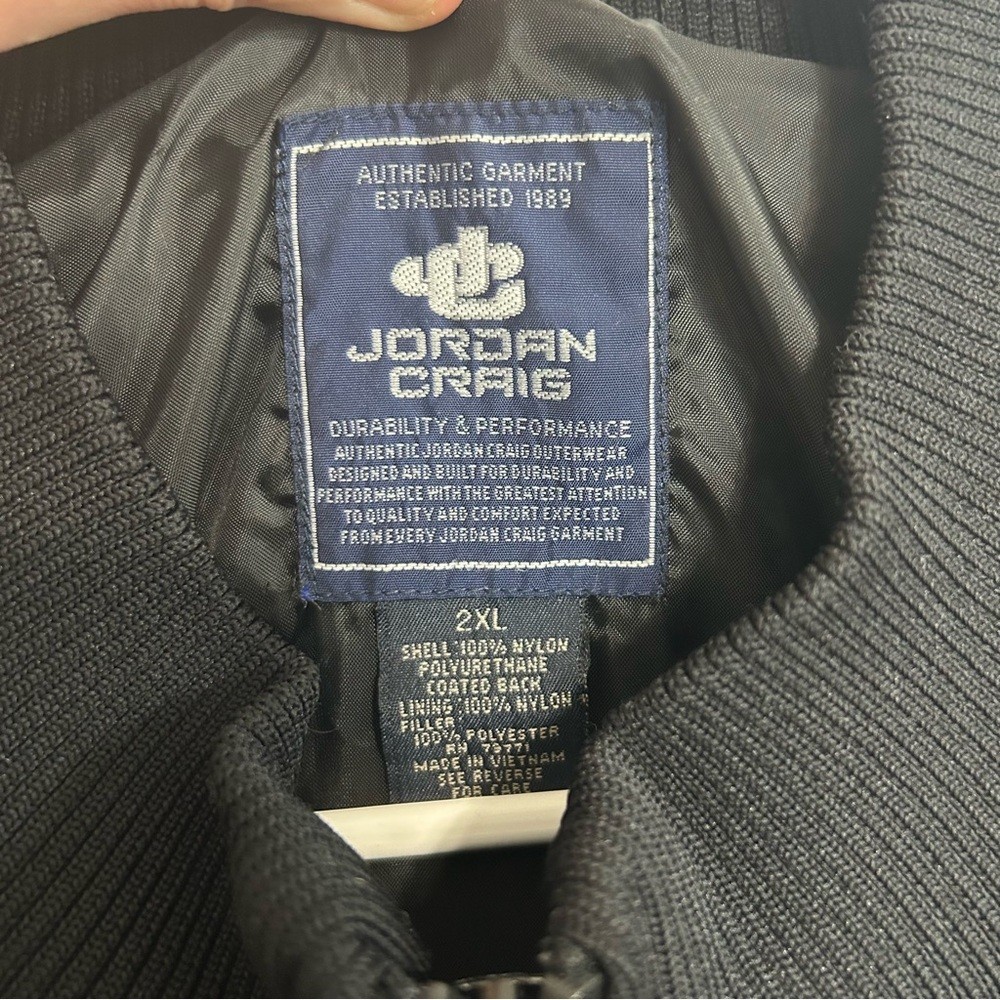 AUTHENTIC GARMENT
ESTABLISHED 1989
JC
JORDAN
CRAIG
DURABILITY & PERFORMANCE
AUTHENTIC JORDAN CRAIG OUTERWEAR
DESIGNED AND BUILT FOR DURABILITY AND
PERFORMANCE WITH THE GREATEST ATTENTION
TO QUALITY AND COMFORT EXPECTED
FROM EVERY JORDAN CRAIG GARMENT
2XL
SHELL 100% NYLON
POLYURETHANE
COATED BACK
LINING 100% NYLON
FILLER
100% POLYESTER
RN 79771
MADE IN VIETNAM
SEE REVERSE
FOR CARE